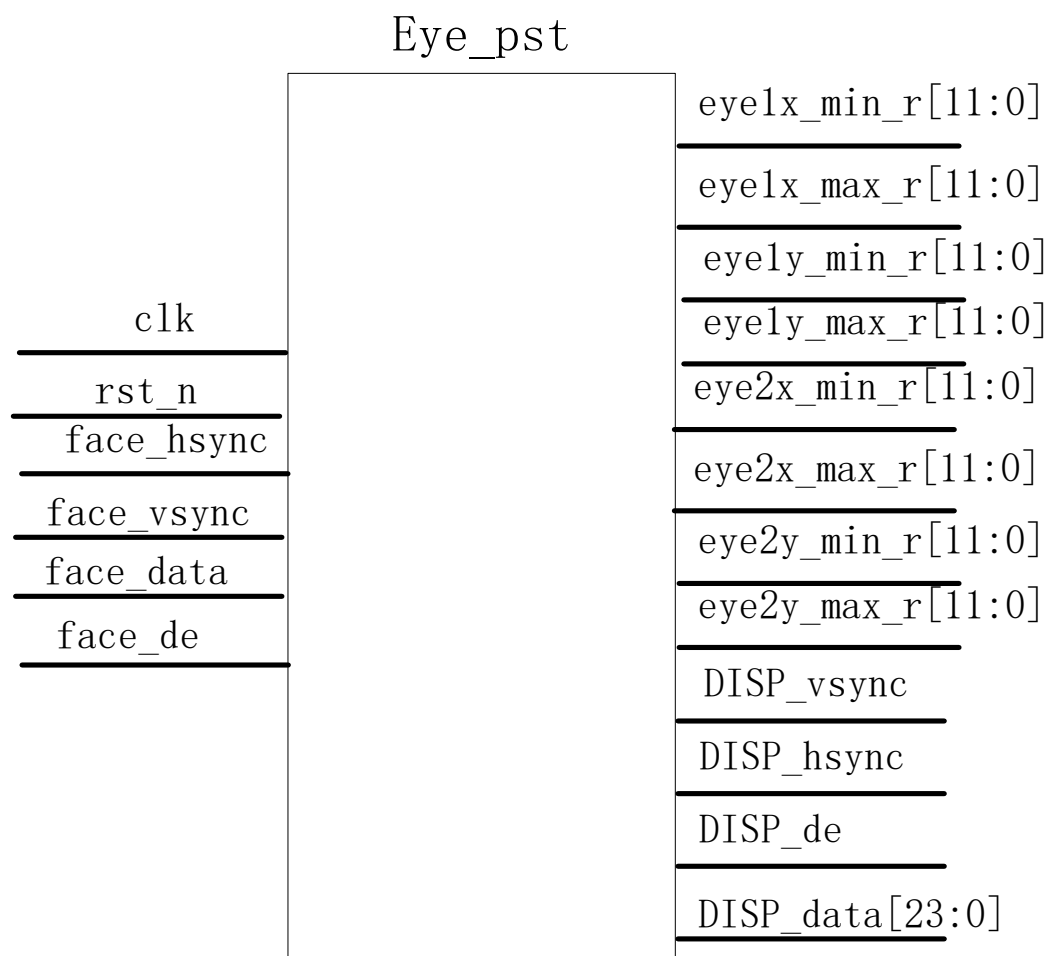 Eye_pst
clk
rst_n
face_hsync
face_vsync
face_data
face_de
eye1x_min_r[11:0]
eye1x_max_r[11:0]
eye1y_min_r[11:0]
eye1y_max_r[11:0]
eye2x_min_r[11:0]
eye2x_max_r[11:0]
eye2y_min_r[11:0]
eye2y_max_r[11:0]
DISP_vsync
DISP_hsync
DISP_de
DISP_data[23:0]